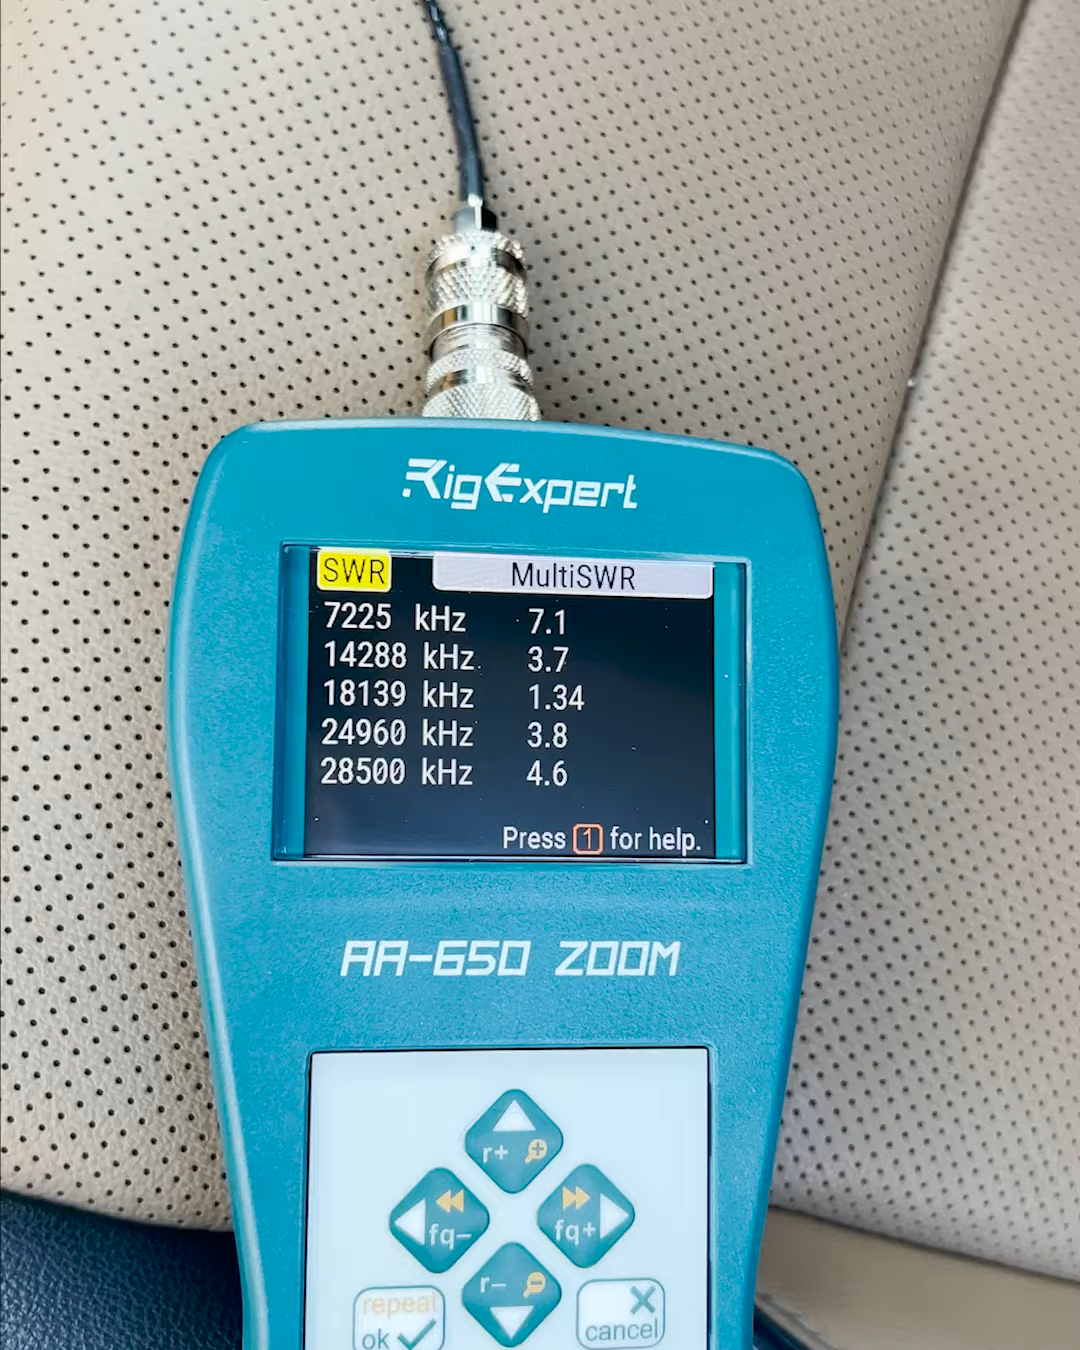 RigExpert
SWR MultiSWR
7225 kHz 7.1
14288 kHz 3.7
18139 kHz 1.34
24960 kHz 3.8
28500 kHz 4.6
Press 1 for help.
AA-650 ZOOM
r+
fq- fq+
r-
repeat
ok cancel